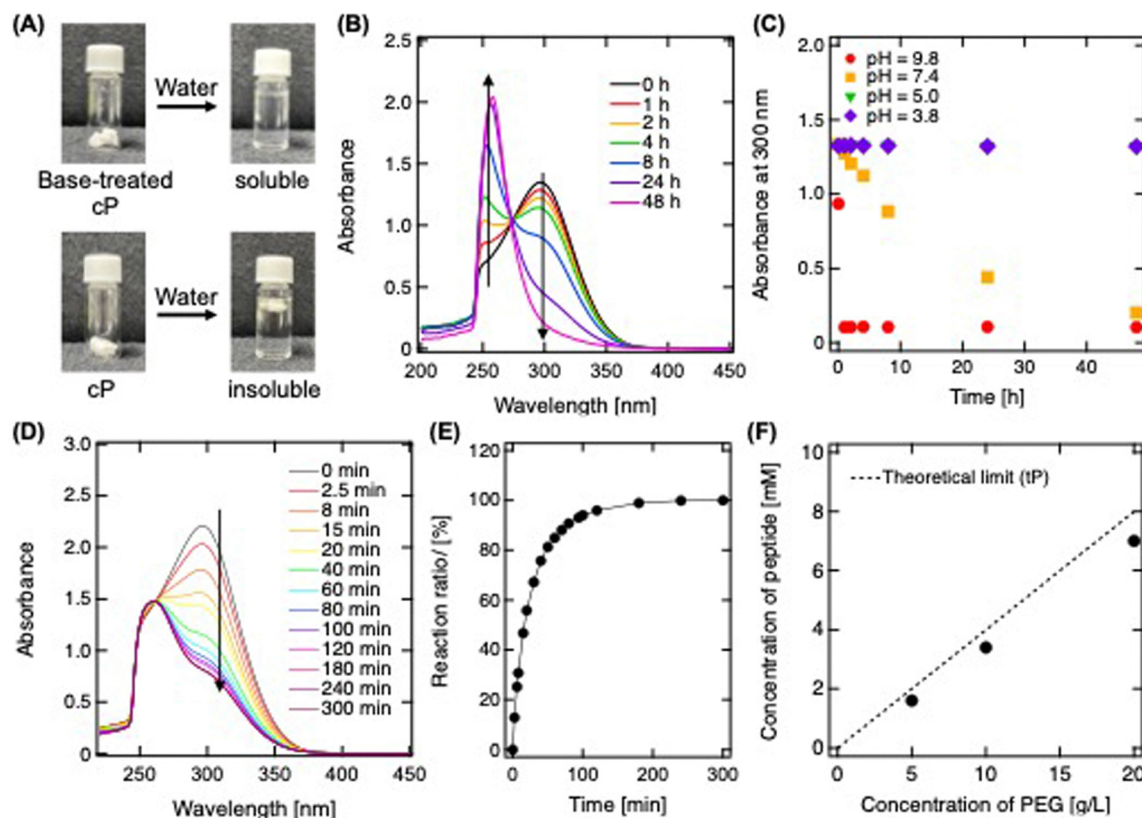 (A)
Water
Base-treated
cP
soluble
Water
cP
insoluble
(B)
2.5
2.0
1.5
1.0
0.5
0
Absorbance
0 h
1 h
2 h
4 h
8 h
24 h
48 h
200
250
300
350
400
450
Wavelength [nm]
(C)
2.0
1.5
1.0
0.5
0
Absorbance at 300 nm
pH = 9.8
pH = 7.4
pH = 5.0
pH = 3.8
0
10
20
30
40
Time [h]
(D)
3.0
2.5
2.0
1.5
1.0
0.5
0
Absorbance
0 min
2.5 min
8 min
15 min
20 min
40 min
60 min
80 min
100 min
120 min
180 min
240 min
300 min
250
300
350
400
450
Wavelength [nm]
(E)
120
100
80
60
40
20
0
Reaction ratio/ [%]
0
100
200
300
Time [min]
(F)
8
6
4
2
0
Concentration of peptide [mM]
Theoretical limit (tP)
0
5
10
15
20
Concentration of PEG [g/L]